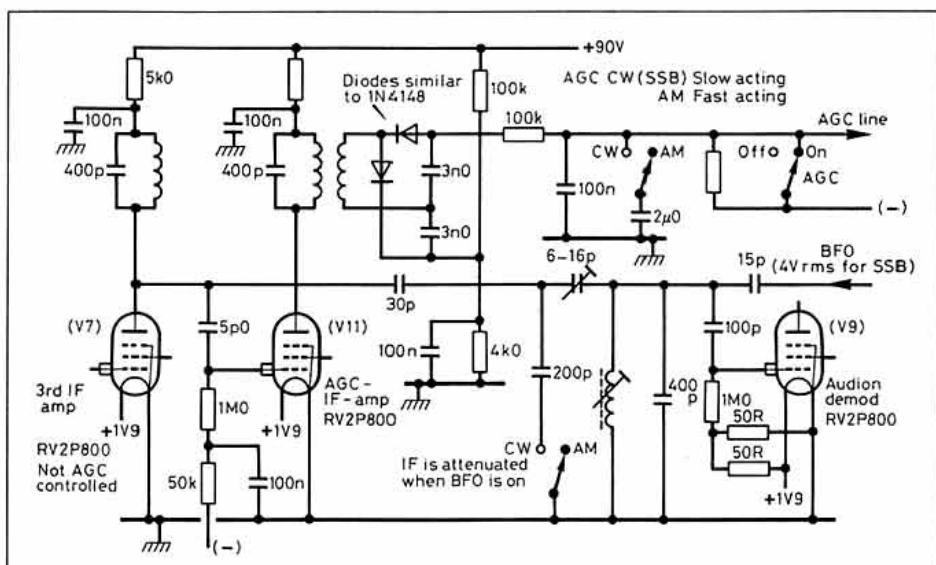 +90V
5k0
Diodes similar
to 1N4148
100k
AGC CW (SSB) Slow acting
AM Fast acting
100n
100n
100k
AGC line
400p
400p
3n0
CW
AM
Off
On
AGC
100n
3n0
2μ0
(-)
6-16p
BFO
(4V rms for SSB)
15p
30p
(V7)
5p0
(V11)
100n
4k0
200p
100p
(V9)
3rd IF
amp
AGC-
IF-amp
RV2P800
400
p
1M0
Audion
demod
RV2P800
+1V9
1M0
+1V9
50R
RV2P800
Not AGC
controlled
CW
AM
50R
50k
100n
IF is attenuated
when BFO is on
+1V9
(-)